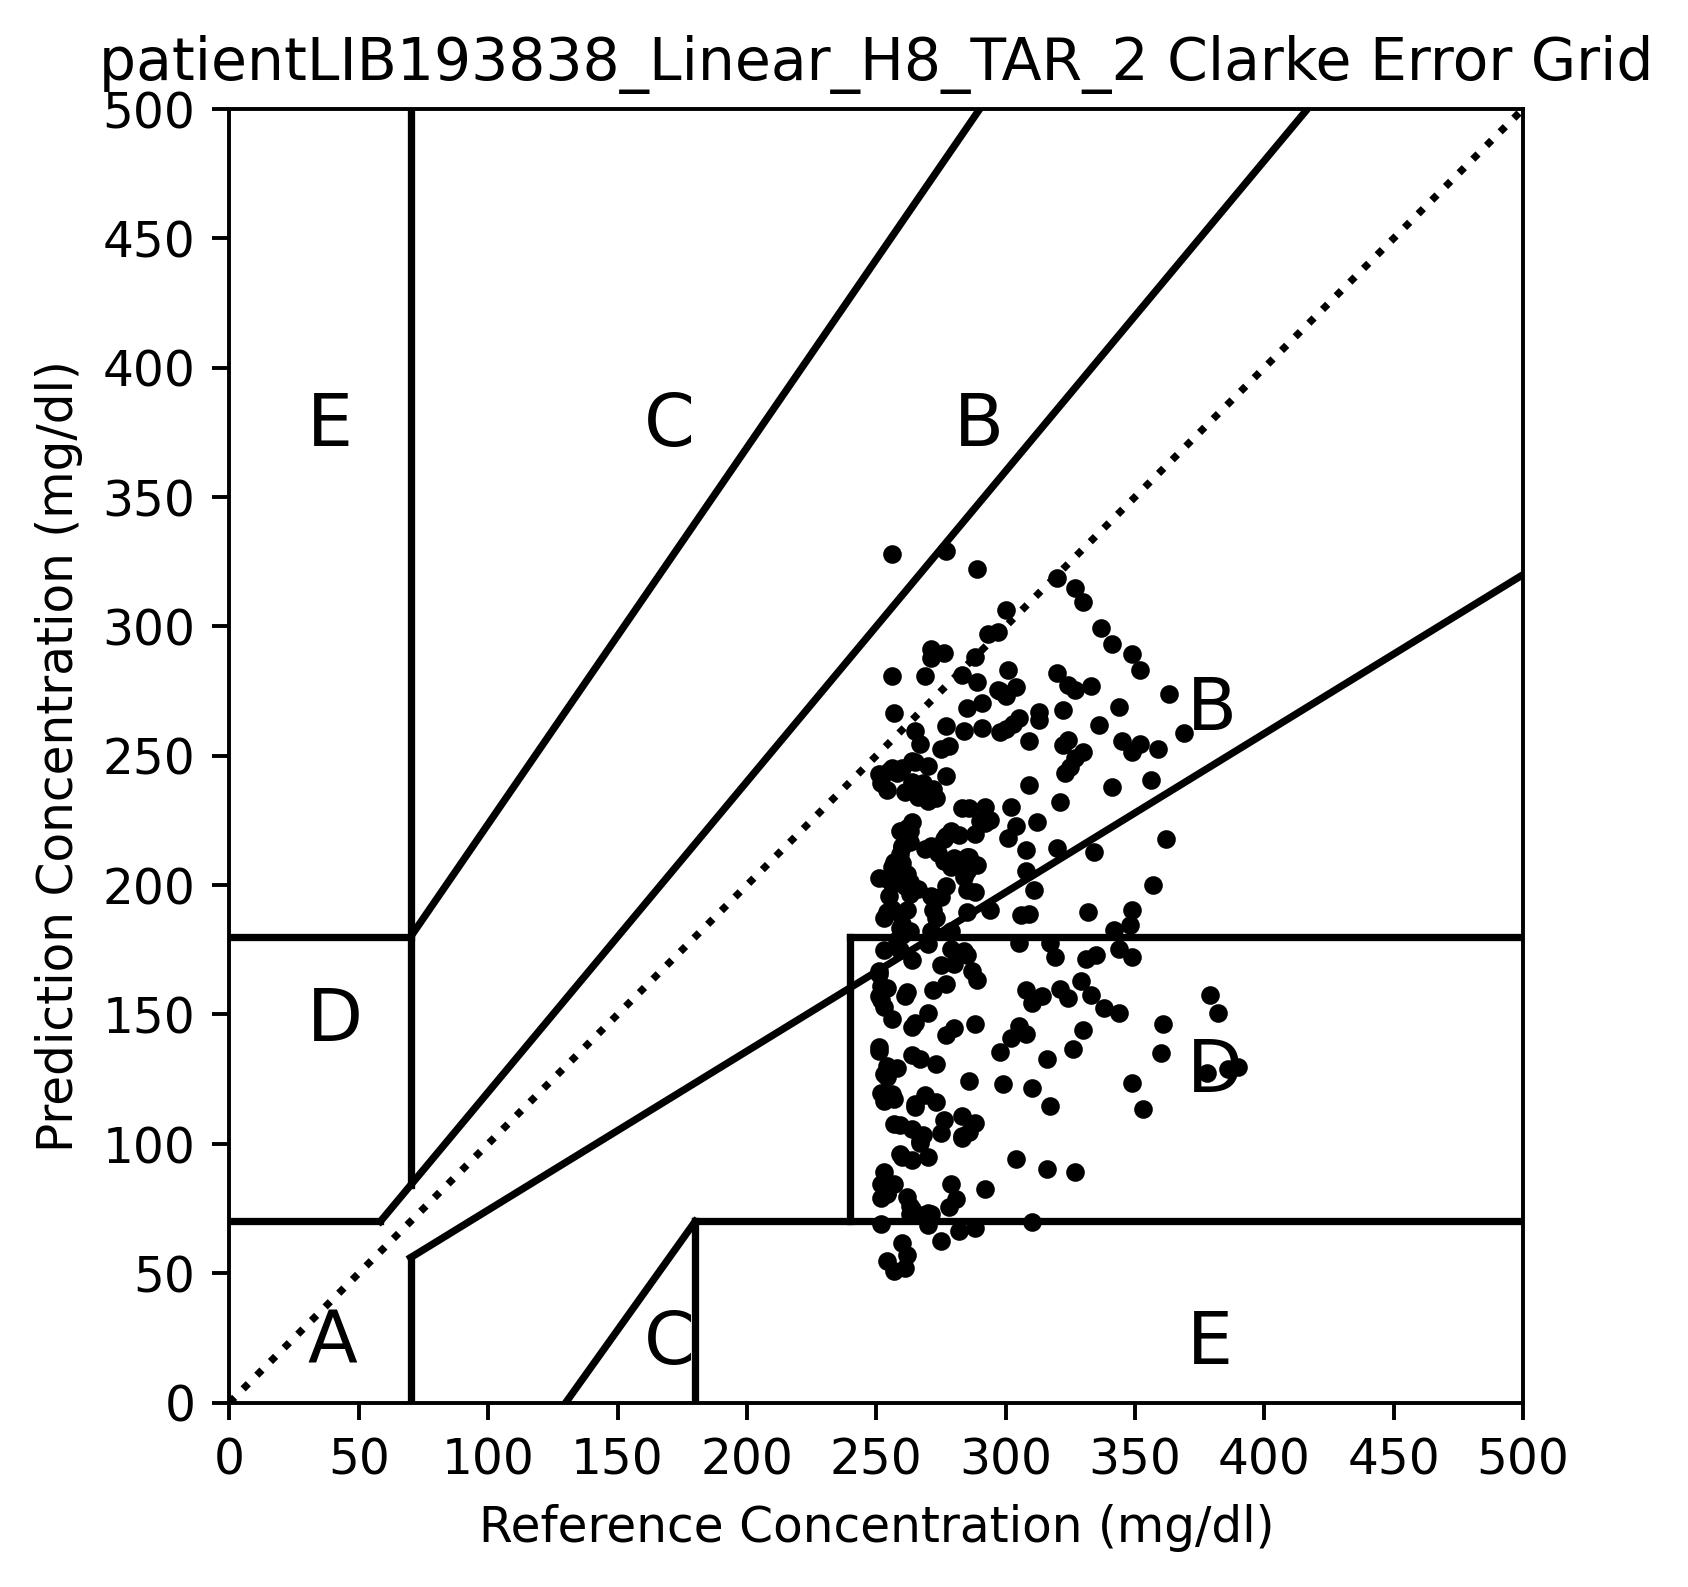 patientLIB193838_Linear_H8_TAR_2 Clarke Error Grid
500
450
400
350
300
250
200
150
100
50
0
Prediction Concentration (mg/dl)
E
C
B
B
D
D
A
C
E
0 50 100 150 200 250 300 350 400 450 500
Reference Concentration (mg/dl)